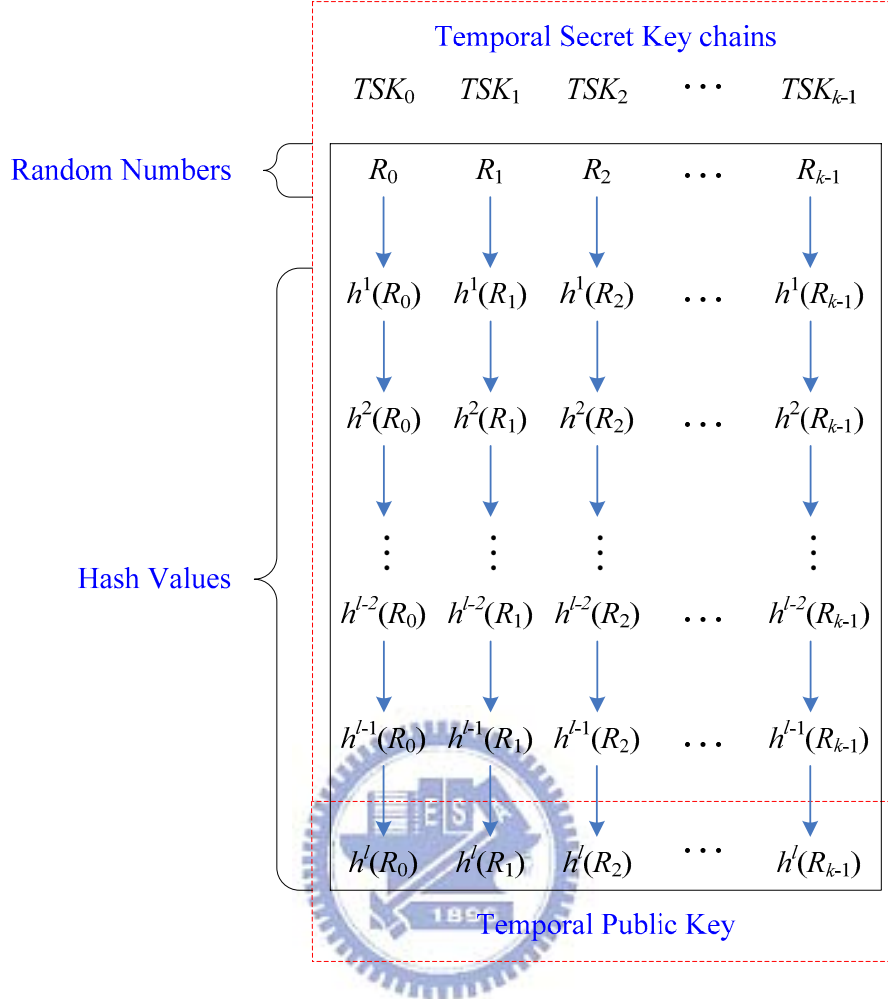 Temporal Secret Key chains
TSK₀ TSK₁ TSK₂ ⋯ TSKₖ₋₁
Random Numbers
R₀ R₁ R₂ ⋯ Rₖ₋₁
h¹(R₀) h¹(R₁) h¹(R₂) ⋯ h¹(Rₖ₋₁)
h²(R₀) h²(R₁) h²(R₂) ⋯ h²(Rₖ₋₁)
⋮ ⋮ ⋮ ⋮
Hash Values
hˡ⁻²(R₀) hˡ⁻²(R₁) hˡ⁻²(R₂) ⋯ hˡ⁻²(Rₖ₋₁)
hˡ⁻¹(R₀) hˡ⁻¹(R₁) hˡ⁻¹(R₂) ⋯ hˡ⁻¹(Rₖ₋₁)
ES
hˡ(R₀) hˡ(R₁) hˡ(R₂) ⋯ hˡ(Rₖ₋₁)
1896
Temporal Public Key